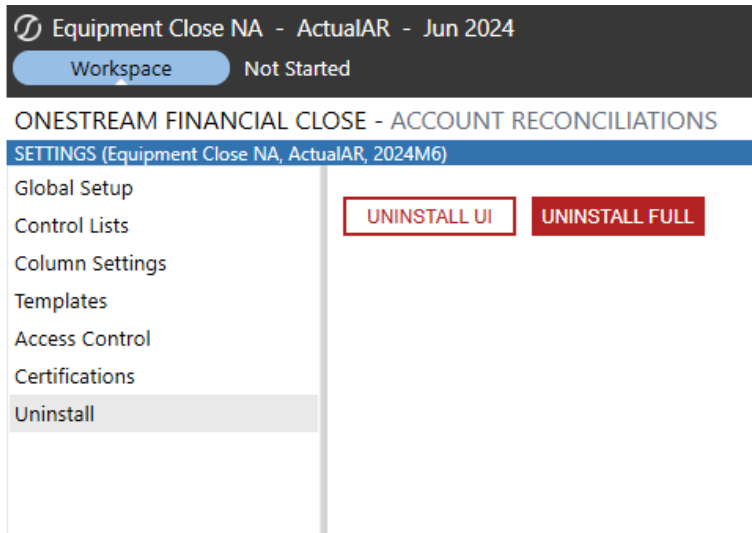 Equipment Close NA - ActualAR - Jun 2024
Workspace Not Started
ONESTREAM FINANCIAL CLOSE - ACCOUNT RECONCILIATIONS
SETTINGS (Equipment Close NA, ActualAR, 2024M6)
Global Setup
Control Lists
Column Settings
Templates
Access Control
Certifications
Uninstall
UNINSTALL UI UNINSTALL FULL